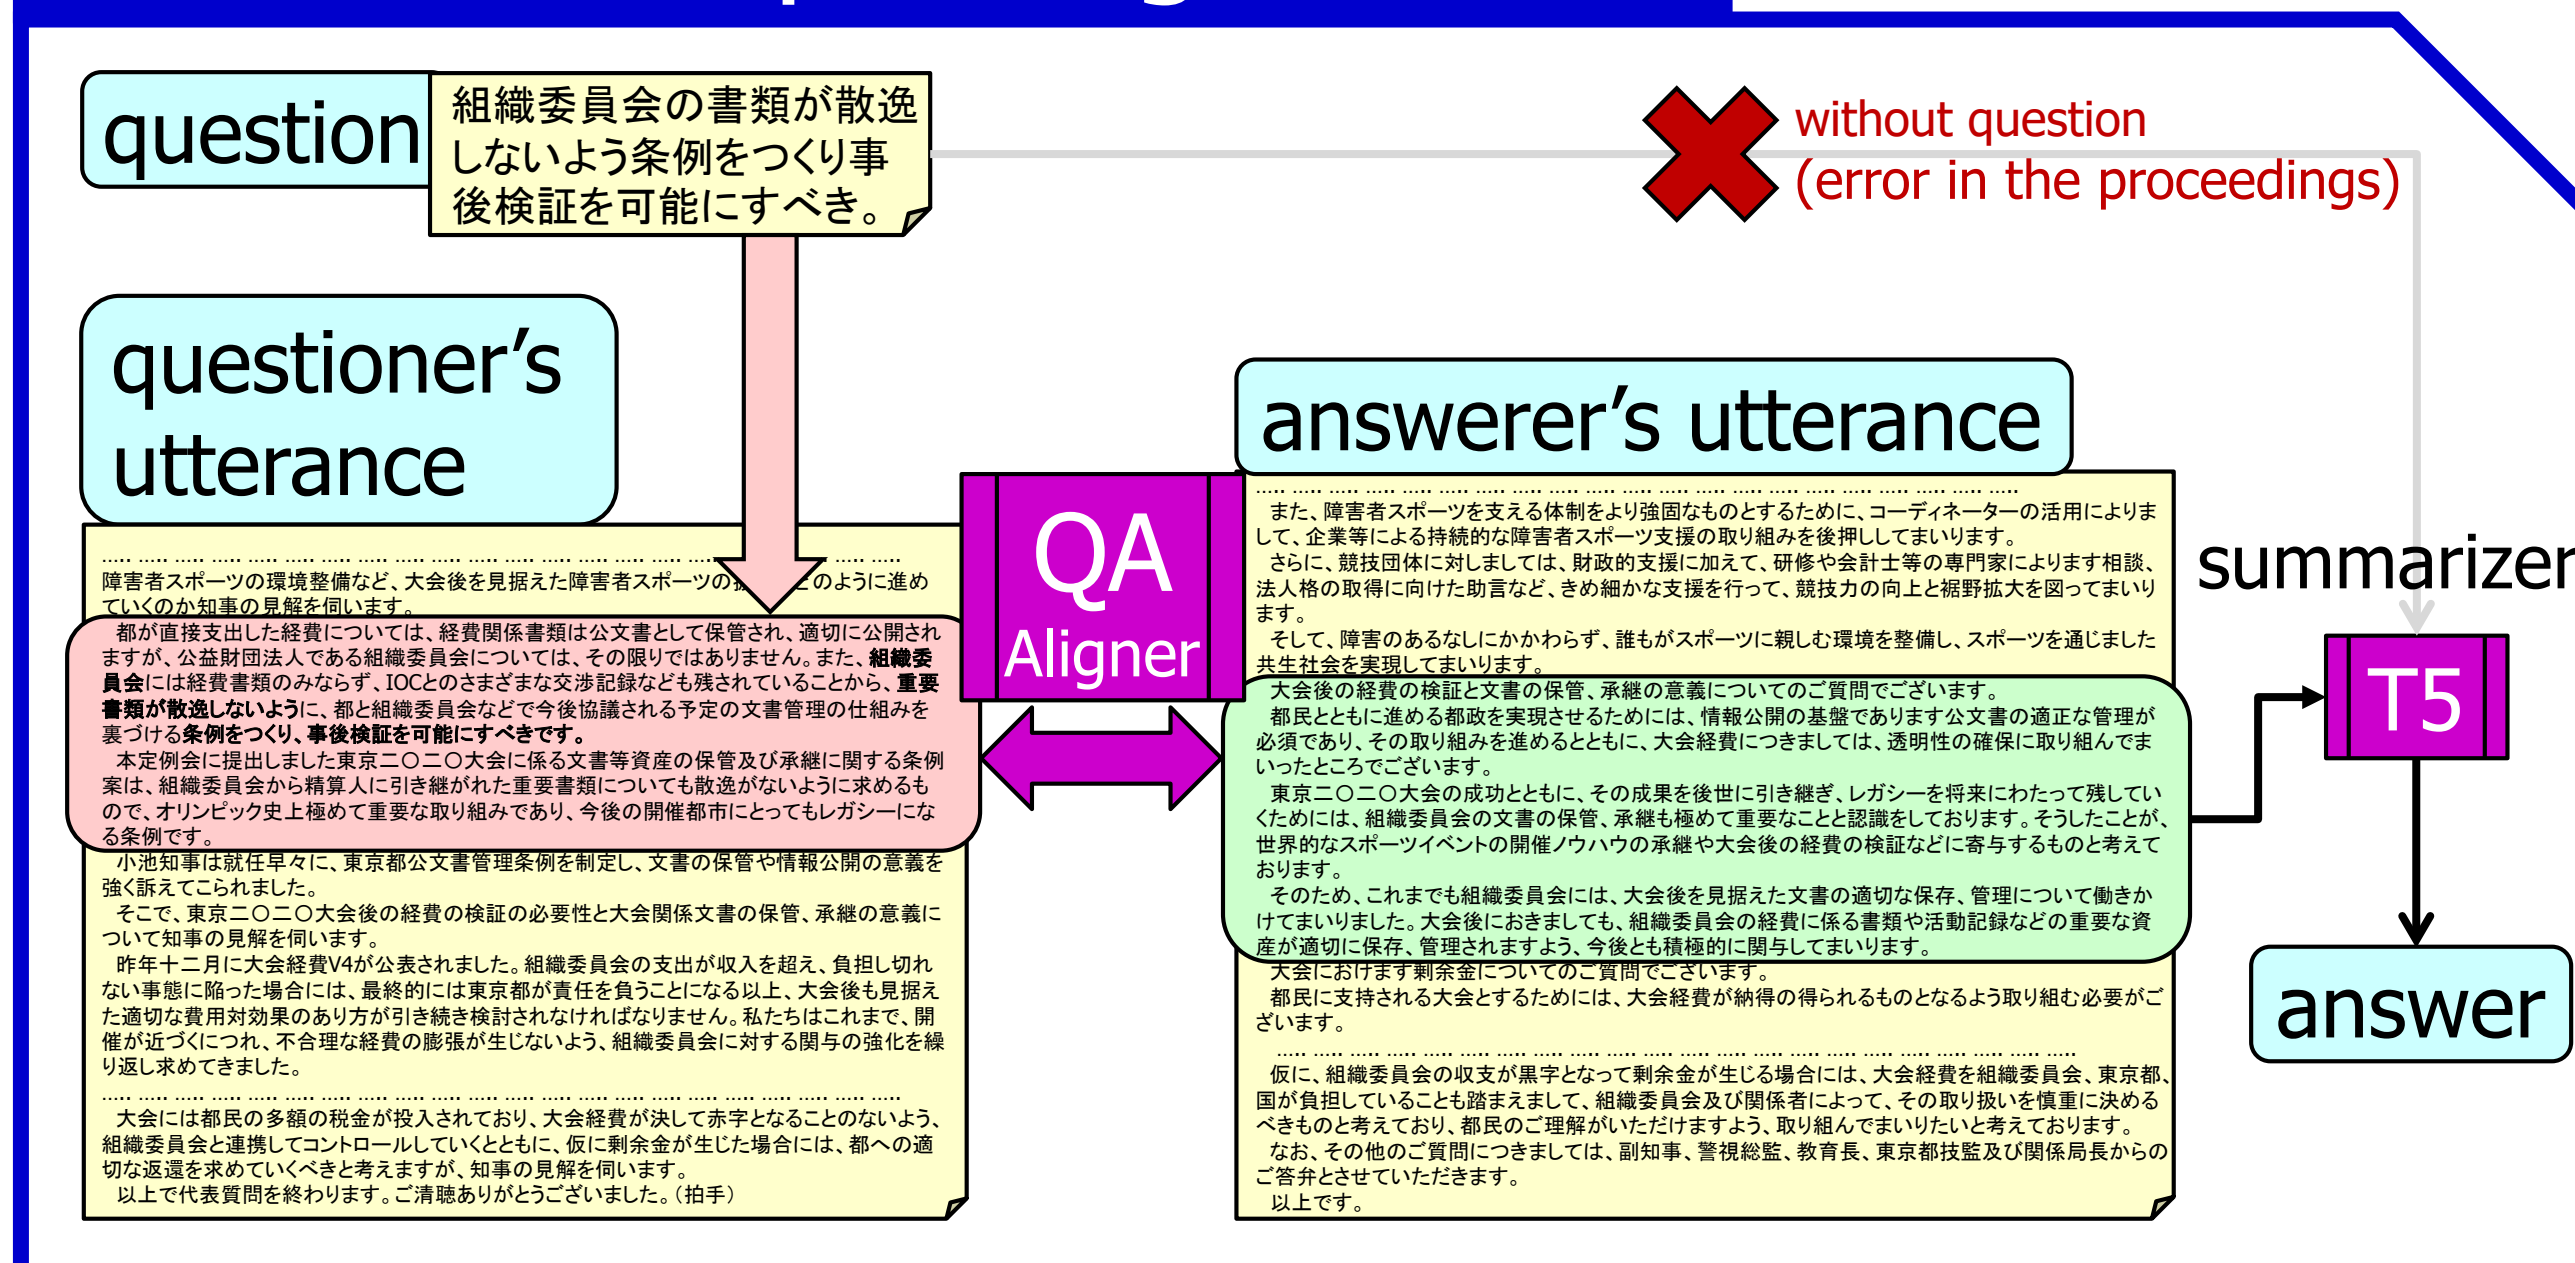 question
組織委員会の書類が散逸
しないよう条例をつくり事
後検証を可能にすべき。
without question
(error in the proceedings)
questioner's
utterance
..... ..... ..... ..... ..... ..... ..... ..... ..... ..... ..... ..... ..... ..... ..... ..... ..... ..... ..... .....
障害者スポーツの環境整備など、大会後を見据えた障害者スポーツの どのように進め
ていくのか知事の見解を伺います。
都が直接支出した経費については、経費関係書類は公文書として保管され、適切に公開され
ますが、公益財団法人である組織委員会については、その限りではありません。また、組織委
員会には経費書類のみならず、IOCとのさまざまな交渉記録なども残されていることから、重要
書類が散逸しないように、都と組織委員会などで今後協議される予定の文書管理の仕組みを
裏づける条例をつくり、事後検証を可能にすべきです。
本定例会に提出しました東京二〇二〇大会に係る文書等資産の保管及び承継に関する条例
案は、組織委員会から精算人に引き継がれた重要書類についても散逸がないように求めるも
ので、オリンピック史上極めて重要な取り組みであり、今後の開催都市にとってもレガシーにな
る条例です。
小池知事は就任早々に、東京都公文書管理条例を制定し、文書の保管や情報公開の意義を
強く訴えてこられました。
そこで、東京二〇二〇大会後の経費の検証の必要性と大会関係文書の保管、承継の意義に
ついて知事の見解を伺います。
昨年十二月に大会経費V4が公表されました。組織委員会の支出が収入を超え、負担し切れ
ない事態に陥った場合には、最終的には東京都が責任を負うことになる以上、大会後も見据え
た適切な費用対効果のあり方が引き続き検討されなければなりません。私たちはこれまで、開
催が近づくにつれ、不合理な経費の膨張が生じないよう、組織委員会に対する関与の強化を繰
り返し求めてきました。
..... ..... ..... ..... ..... ..... ..... ..... ..... ..... ..... ..... ..... ..... ..... ..... ..... ..... ..... ..... ..... .....
大会には都民の多額の税金が投入されており、大会経費が決して赤字となることのないよう、
組織委員会と連携してコントロールしていくとともに、仮に剰余金が生じた場合には、都への適
切な返還を求めていくべきと考えますが、知事の見解を伺います。
以上で代表質問を終わります。ご清聴ありがとうございました。（拍手）
QA
Aligner
answerer's utterance
..... ..... ..... ..... ..... ..... ..... ..... ..... ..... ..... ..... ..... ..... ..... ..... ..... ..... ..... ..... .....
また、障害者スポーツを支える体制をより強固なものとするために、コーディネーターの活用によりま
して、企業等による持続的な障害者スポーツ支援の取り組みを後押ししてまいります。
さらに、競技団体に対しましては、財政的支援に加えて、研修や会計士等の専門家によります相談、
法人格の取得に向けた助言など、きめ細かな支援を行って、競技力の向上と裾野拡大を図ってまいり
ます。
そして、障害のあるなしにかかわらず、誰もがスポーツに親しむ環境を整備し、スポーツを通じました
共生社会を実現してまいります。
大会後の経費の検証と文書の保管、承継の意義についてのご質問でございます。
都民とともに進める都政を実現させるためには、情報公開の基盤であります公文書の適正な管理が
必須であり、その取り組みを進めるとともに、大会経費につきましては、透明性の確保に取り組んでま
いったところでございます。
東京二〇二〇大会の成功とともに、その成果を後世に引き継ぎ、レガシーを将来にわたって残してい
くためには、組織委員会の文書の保管、承継も極めて重要なことと認識をしております。そうしたことが、
世界的なスポーツイベントの開催ノウハウの承継や大会後の経費の検証などに寄与するものと考えて
おります。
そのため、これまでも組織委員会には、大会後を見据えた文書の適切な保存、管理について働きか
けてまいりました。大会後におきましても、組織委員会の経費に係る書類や活動記録などの重要な資
産が適切に保存、管理されますよう、今後とも積極的に関与してまいります。
大会におけます剰余金についてのご質問でございます。
都民に支持される大会とするためには、大会経費が納得の得られるものとなるよう取り組む必要がご
ざいます。
..... ..... ..... ..... ..... ..... ..... ..... ..... ..... ..... ..... ..... ..... ..... ..... ..... ..... ..... ..... ..... .....
仮に、組織委員会の収支が黒字となって剰余金が生じる場合には、大会経費を組織委員会、東京都、
国が負担していることも踏まえまして、組織委員会及び関係者によって、その取り扱いを慎重に決める
べきものと考えており、都民のご理解がいただけますよう、取り組んでまいりたいと考えております。
なお、その他のご質問につきましては、副知事、警視総監、教育長、東京都技監及び関係局長からの
ご答弁とさせていただきます。
以上です。
summarizer
T5
answer